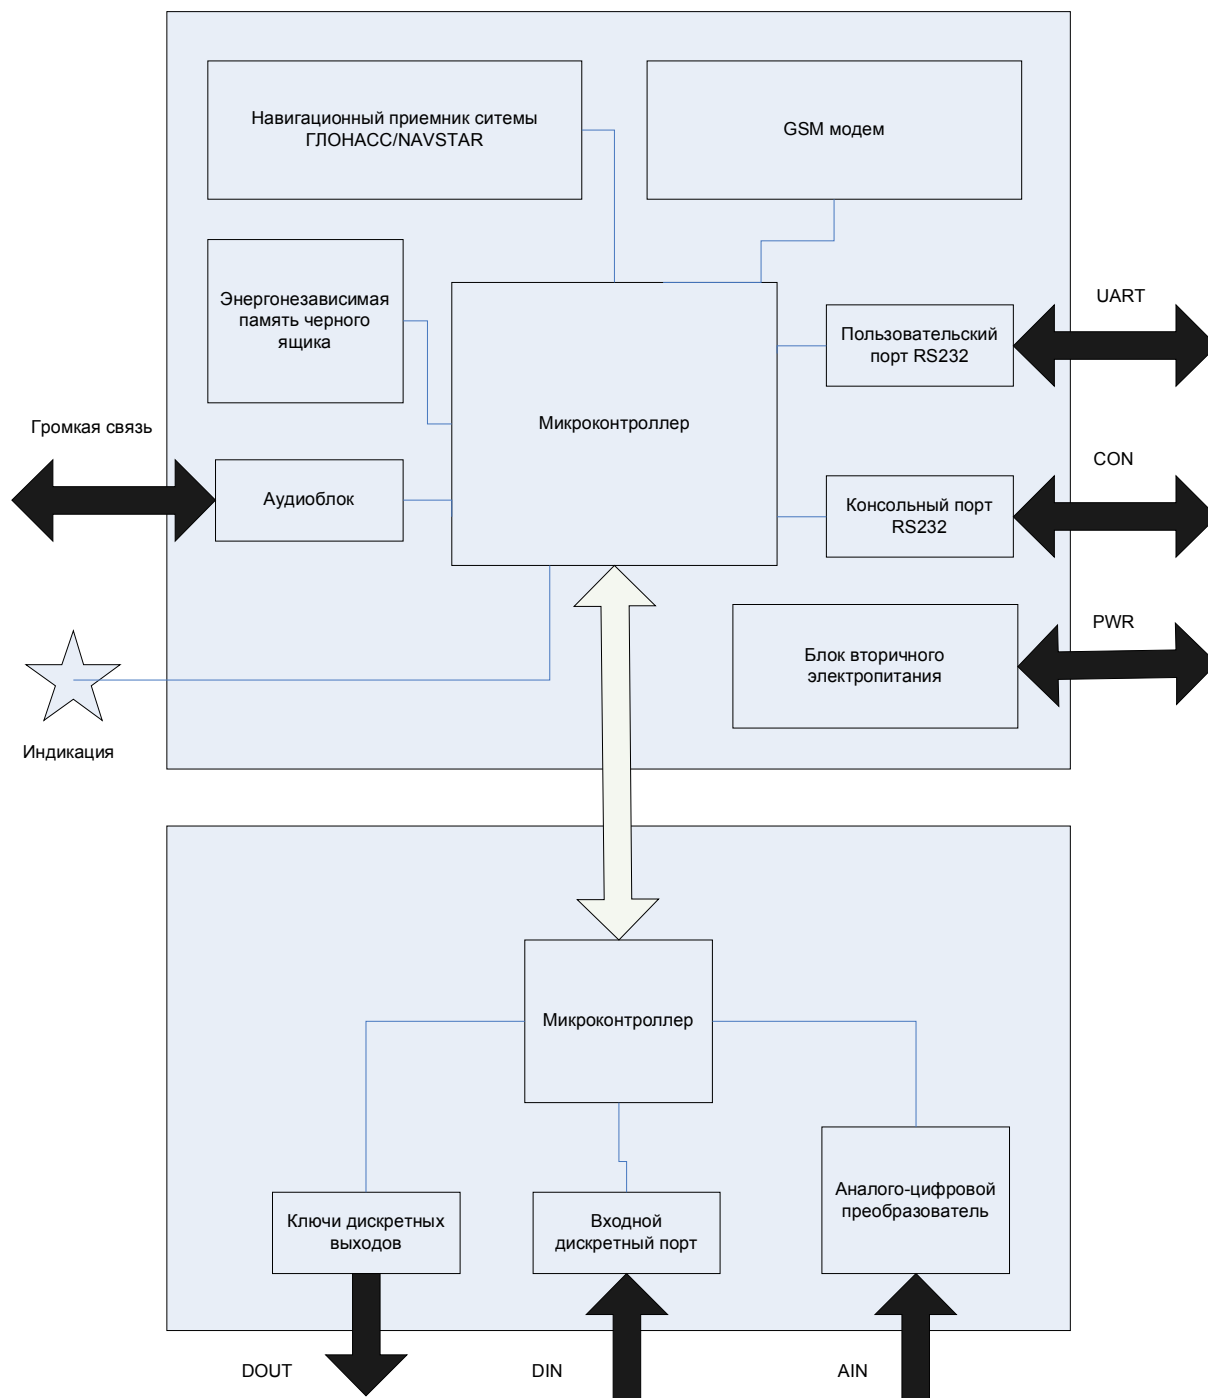 Навигационный приемник ситемы
ГЛОНАСС/NAVSTAR
GSM модем
Энергонезависимая
память черного
ящика
Микроконтроллер
Пользовательский
порт RS232
UART
Громкая связь
Аудиоблок
Консольный порт
RS232
CON
Блок вторичного
электропитания
PWR
Индикация
Микроконтроллер
Ключи дискретных
выходов
Входной
дискретный порт
Аналого-цифровой
преобразователь
DOUT
DIN
AIN